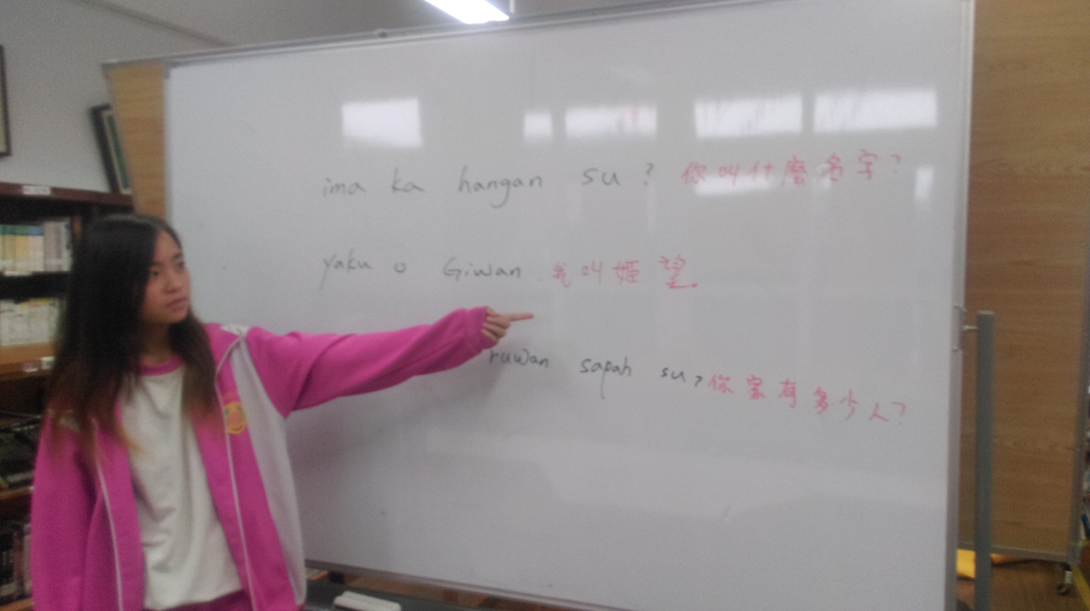 ima ka hangan su? 你叫什麼名字?
yaku o Giwan. 我叫姬望。
ruwan sapah su? 你家有多少人?